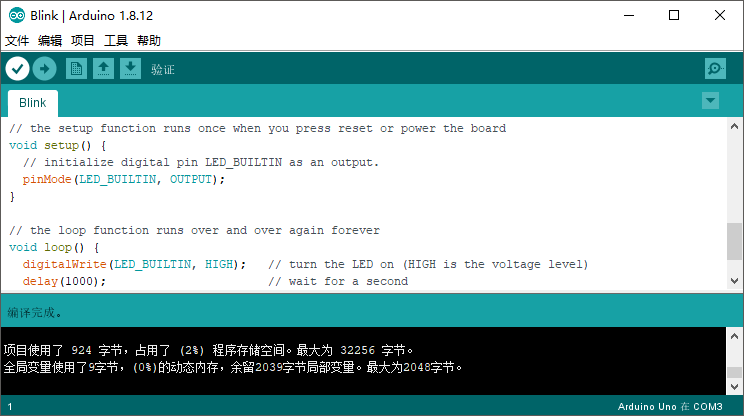 Blink | Arduino 1.8.12
文件 编辑 项目 工具 帮助
验证
Blink
// the setup function runs once when you press reset or power the board
void setup() {
  // initialize digital pin LED_BUILTIN as an output.
  pinMode(LED_BUILTIN, OUTPUT);
}
// the loop function runs over and over again forever
void loop() {
  digitalWrite(LED_BUILTIN, HIGH);   // turn the LED on (HIGH is the voltage level)
  delay(1000);                       // wait for a second
编译完成。
项目使用了 924 字节，占用了 (2%) 程序存储空间。最大为 32256 字节。
全局变量使用了9字节，(0%)的动态内存，余留2039字节局部变量。最大为2048字节。
1 Arduino Uno 在 COM3